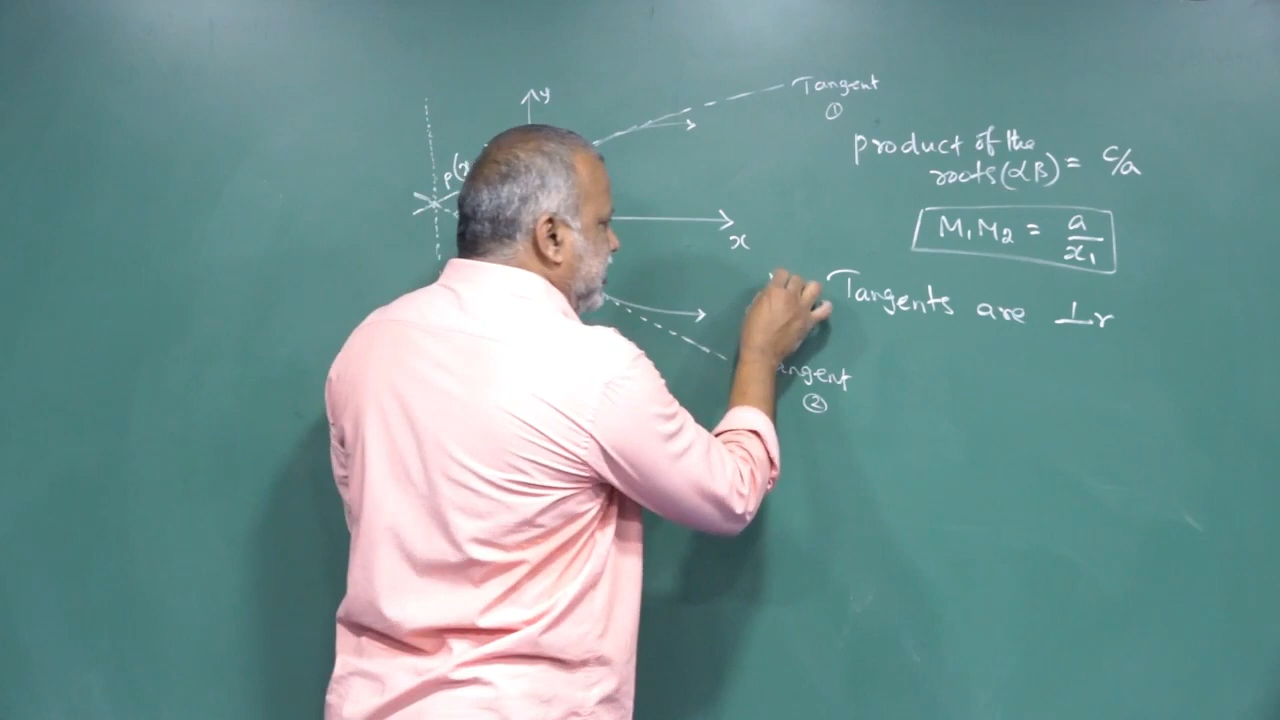 y
Tangent
①
P(x
x
product of the
roots(αβ) = c/a
M₁M₂ = a/x₁
Tangents are ⊥r
angent
②